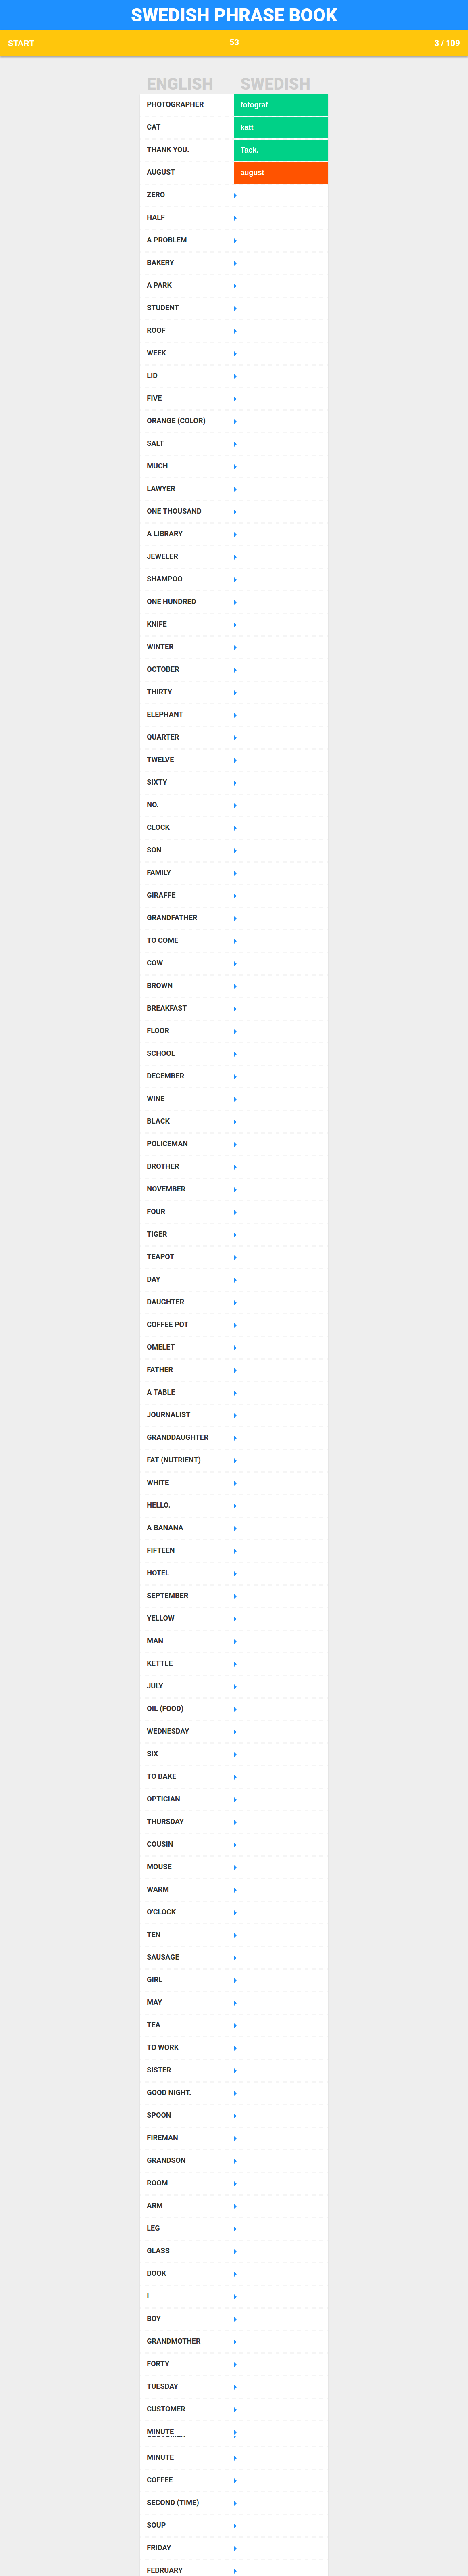 SWEDISH PHRASE BOOK
START 53 3 / 109
ENGLISH SWEDISH
PHOTOGRAPHER fotograf
CAT katt
THANK YOU. Tack.
AUGUST august
ZERO
HALF
A PROBLEM
BAKERY
A PARK
STUDENT
ROOF
WEEK
LID
FIVE
ORANGE (COLOR)
SALT
MUCH
LAWYER
ONE THOUSAND
A LIBRARY
JEWELER
SHAMPOO
ONE HUNDRED
KNIFE
WINTER
OCTOBER
THIRTY
ELEPHANT
QUARTER
TWELVE
SIXTY
NO.
CLOCK
SON
FAMILY
GIRAFFE
GRANDFATHER
TO COME
COW
BROWN
BREAKFAST
FLOOR
SCHOOL
DECEMBER
WINE
BLACK
POLICEMAN
BROTHER
NOVEMBER
FOUR
TIGER
TEAPOT
DAY
DAUGHTER
COFFEE POT
OMELET
FATHER
A TABLE
JOURNALIST
GRANDDAUGHTER
FAT (NUTRIENT)
WHITE
HELLO.
A BANANA
FIFTEEN
HOTEL
SEPTEMBER
YELLOW
MAN
KETTLE
JULY
OIL (FOOD)
WEDNESDAY
SIX
TO BAKE
OPTICIAN
THURSDAY
COUSIN
MOUSE
WARM
O'CLOCK
TEN
SAUSAGE
GIRL
MAY
TEA
TO WORK
SISTER
GOOD NIGHT.
SPOON
FIREMAN
GRANDSON
ROOM
ARM
LEG
GLASS
BOOK
I
BOY
GRANDMOTHER
FORTY
TUESDAY
CUSTOMER
MINUTE
MINUTE
COFFEE
SECOND (TIME)
SOUP
FRIDAY
FEBRUARY